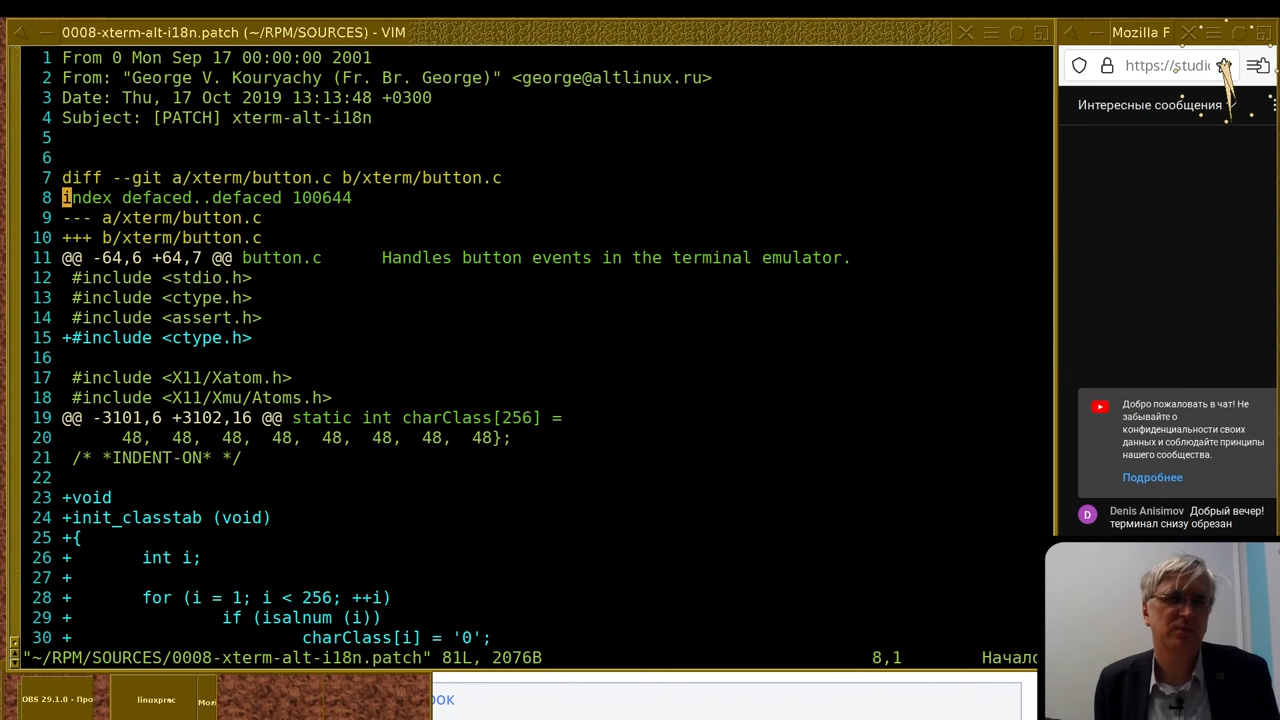 0008-xterm-alt-i18n.patch (~/RPM/SOURCES) - VIM
1 From 0 Mon Sep 17 00:00:00 2001
2 From: "George V. Kouryachy (Fr. Br. George)" <george@altlinux.ru>
3 Date: Thu, 17 Oct 2019 13:13:48 +0300
4 Subject: [PATCH] xterm-alt-i18n
5
6
7 diff --git a/xterm/button.c b/xterm/button.c
8 index defaced..defaced 100644
9 --- a/xterm/button.c
10 +++ b/xterm/button.c
11 @@ -64,6 +64,7 @@ button.c      Handles button events in the terminal emulator.
12  #include <stdio.h>
13  #include <ctype.h>
14  #include <assert.h>
15 +#include <ctype.h>
16
17  #include <X11/Xatom.h>
18  #include <X11/Xmu/Atoms.h>
19 @@ -3101,6 +3102,16 @@ static int charClass[256] =
20       48,  48,  48,  48,  48,  48,  48,  48};
21  /* *INDENT-ON* */
22
23 +void
24 +init_classtab (void)
25 +{
26 +       int i;
27 +
28 +       for (i = 1; i < 256; ++i)
29 +               if (isalnum (i))
30 +                       charClass[i] = '0';
"~/RPM/SOURCES/0008-xterm-alt-i18n.patch" 81L, 2076B 8,1 Начало
Mozilla F
https://studi
Интересные сообщения
Добро пожаловать в чат! Не
забывайте о
конфиденциальности своих
данных и соблюдайте принципы
нашего сообщества.
Подробнее
D
Denis Anisimov Добрый вечер!
терминал снизу обрезан
OBS 29.1.0 - Про
linuxprac
Moz
рок